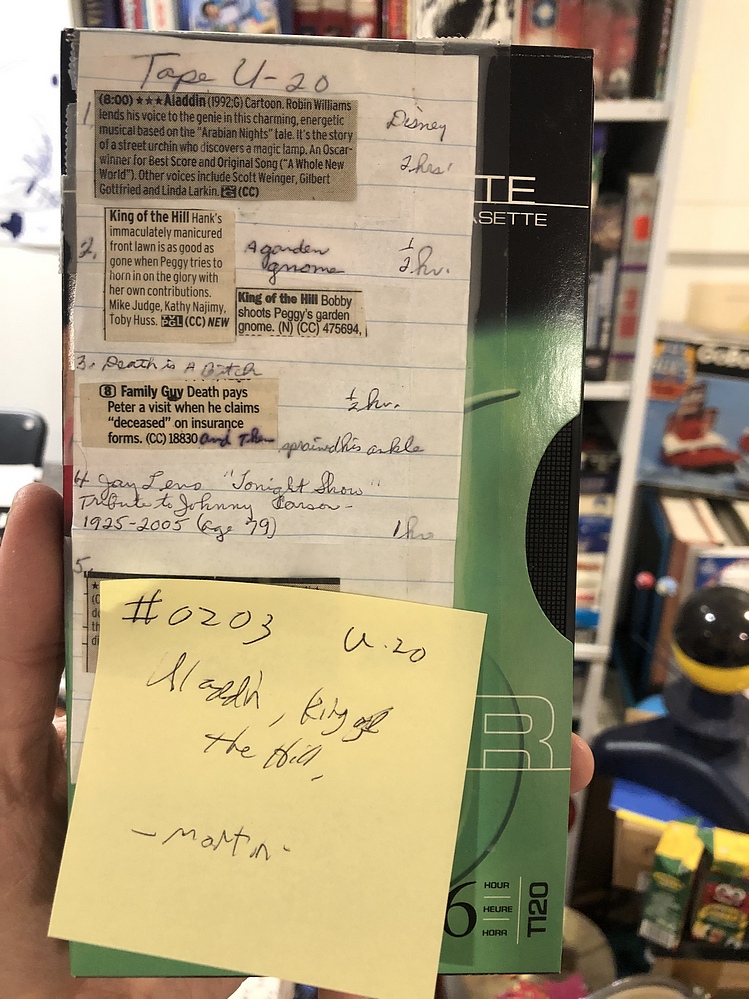 Tape U-20
1.
(8:00) ★★★Aladdin (1992,G) Cartoon. Robin Williams
lends his voice to the genie in this charming, energetic
musical based on the "Arabian Nights" tale. It's the story
of a street urchin who discovers a magic lamp. An Oscar-
winner for Best Score and Original Song ("A Whole New
World"). Other voices include Scott Weinger, Gilbert
Gottfried and Linda Larkin. (CC)
Disney
2 hrs
2.
King of the Hill Hank's
immaculately manicured
front lawn is as good as
gone when Peggy tries to
horn in on the glory with
her own contributions.
Mike Judge, Kathy Najimy,
Toby Huss. (CC) NEW
A garden
gnome
1/2 hr.
King of the Hill Bobby
shoots Peggy's garden
gnome. (N) (CC) 475694,
3. Death is A Bitch
(8) Family Guy Death pays
Peter a visit when he claims
"deceased" on insurance
forms. (CC) 18830 and then spraind his ankle
1/2 hr.
4 Jay Leno "Tonight Show"
Tribute to Johnny Carson-
1925-2005 (age 79)
1 hr
5.
#0203 U-20
Aladdin, King of
the Hill,
- Martin -
TE
ASSETTE
R
6
HOUR
HEURE
HORA
T120